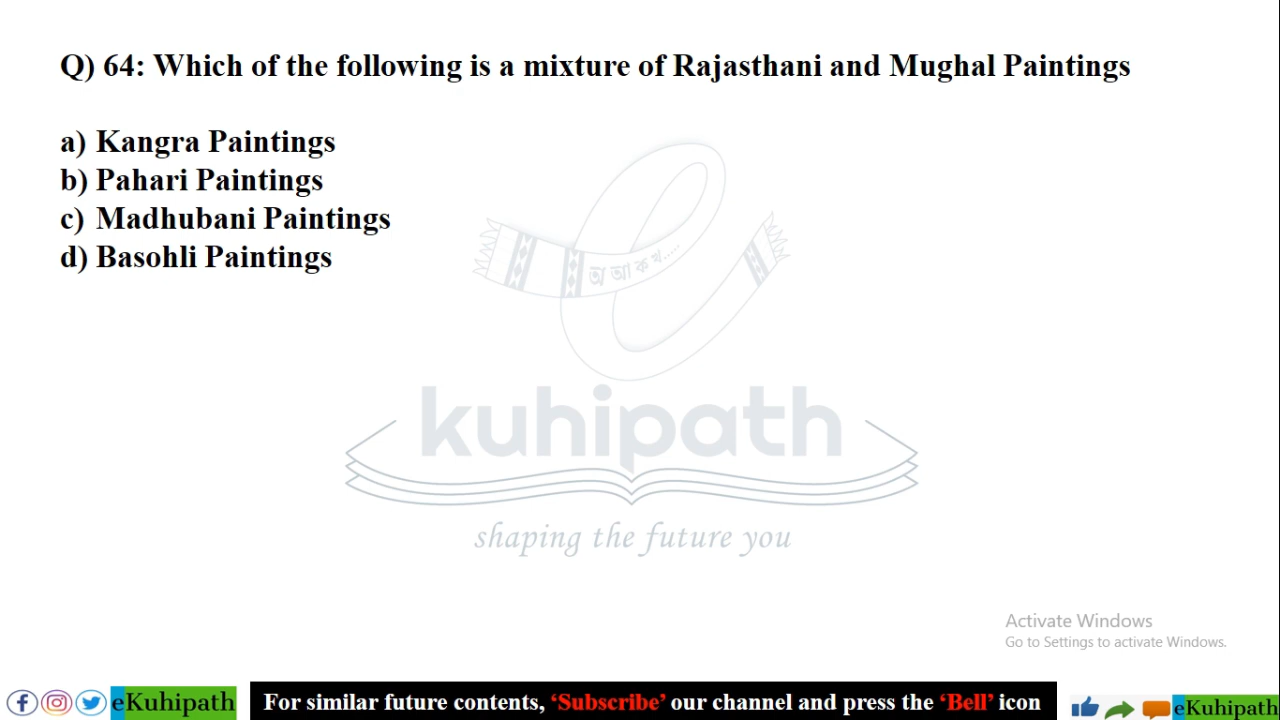 Q) 64: Which of the following is a mixture of Rajasthani and Mughal Paintings
a) Kangra Paintings
b) Pahari Paintings
c) Madhubani Paintings
d) Basohli Paintings
অ আ ক খ.....
kuhipath
shaping the future you
Activate Windows
Go to Settings to activate Windows.
eKuhipath
For similar future contents, ‘Subscribe’ our channel and press the ‘Bell’ icon
eKuhipath